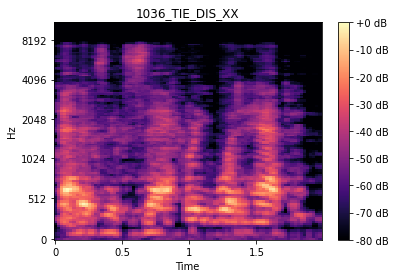 1036_TIE_DIS_XX
+0 dB
8192
-10 dB
4096
-20 dB
-30 dB
2048
Hz
-40 dB
1024
-50 dB
512
-60 dB
-70 dB
0
-80 dB
0 0.5 1 1.5
Time